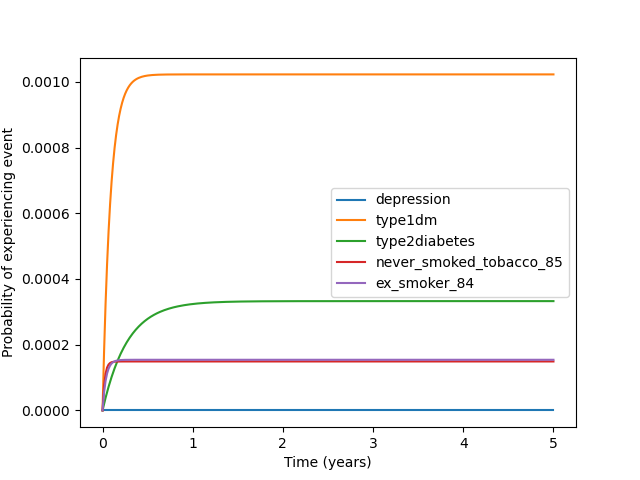 Probability of experiencing event
0.0010
0.0008
0.0006
0.0004
0.0002
0.0000
depression
type1dm
type2diabetes
never_smoked_tobacco_85
ex_smoker_84
0 1 2 3 4 5
Time (years)